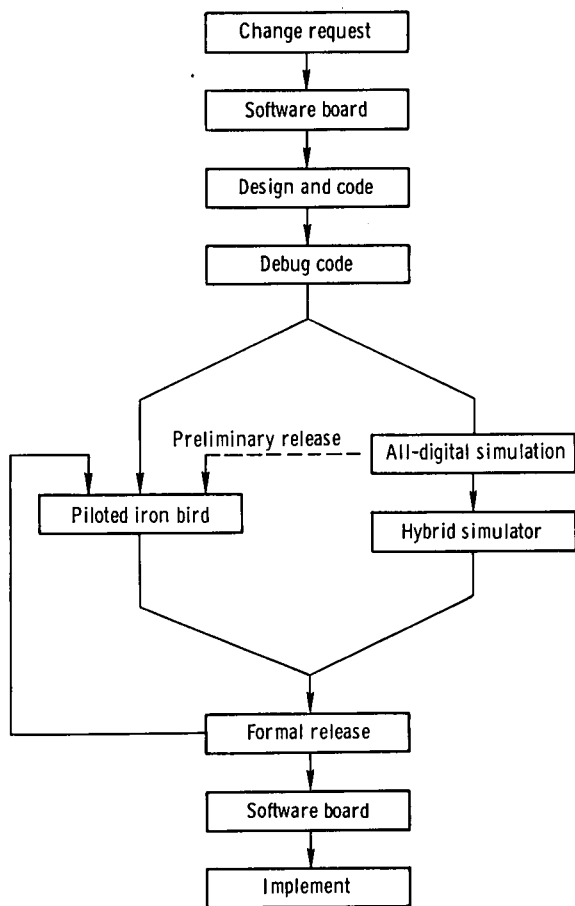 Change request
Software board
Design and code
Debug code
Preliminary release
All-digital simulation
Piloted iron bird
Hybrid simulator
Formal release
Software board
Implement